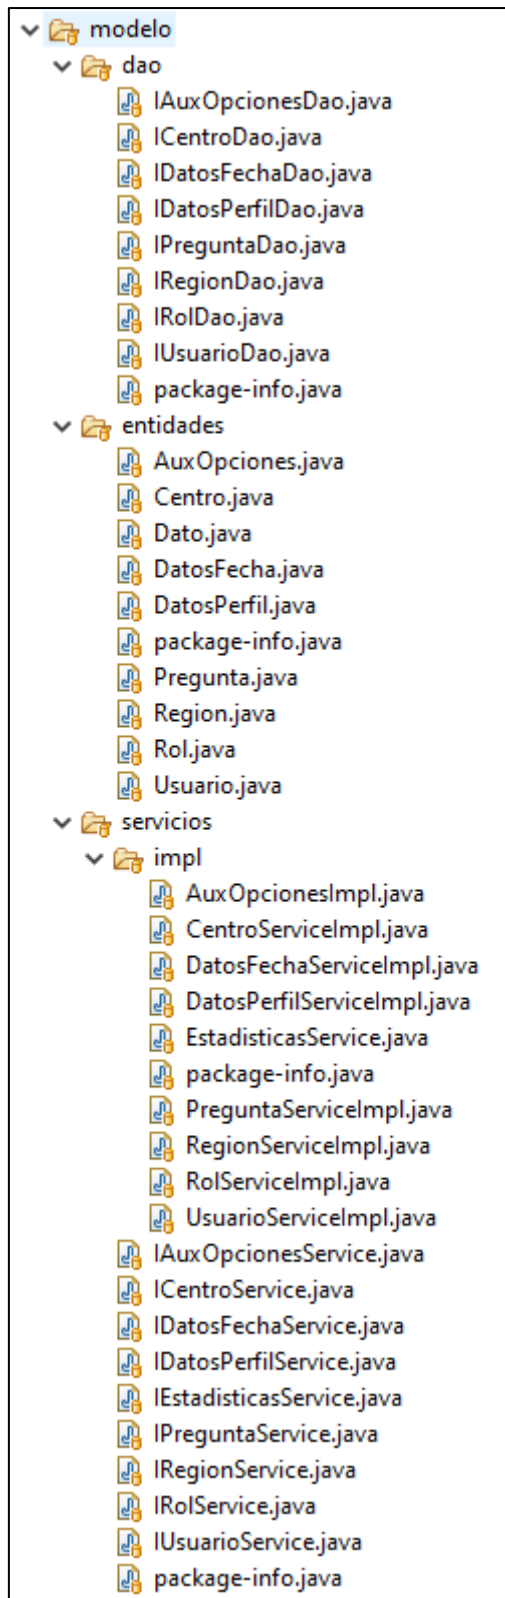 modelo
dao
IAuxOpcionesDao.java
ICentroDao.java
IDatosFechaDao.java
IDatosPerfilDao.java
IPreguntaDao.java
IRegionDao.java
IRolDao.java
IUsuarioDao.java
package-info.java
entidades
AuxOpciones.java
Centro.java
Dato.java
DatosFecha.java
DatosPerfil.java
package-info.java
Pregunta.java
Region.java
Rol.java
Usuario.java
servicios
impl
AuxOpcionesImpl.java
CentroServiceImpl.java
DatosFechaServiceImpl.java
DatosPerfilServiceImpl.java
EstadisticasService.java
package-info.java
PreguntaServiceImpl.java
RegionServiceImpl.java
RolServiceImpl.java
UsuarioServiceImpl.java
IAuxOpcionesService.java
ICentroService.java
IDatosFechaService.java
IDatosPerfilService.java
IEstadisticasService.java
IPreguntaService.java
IRegionService.java
IRolService.java
IUsuarioService.java
package-info.java